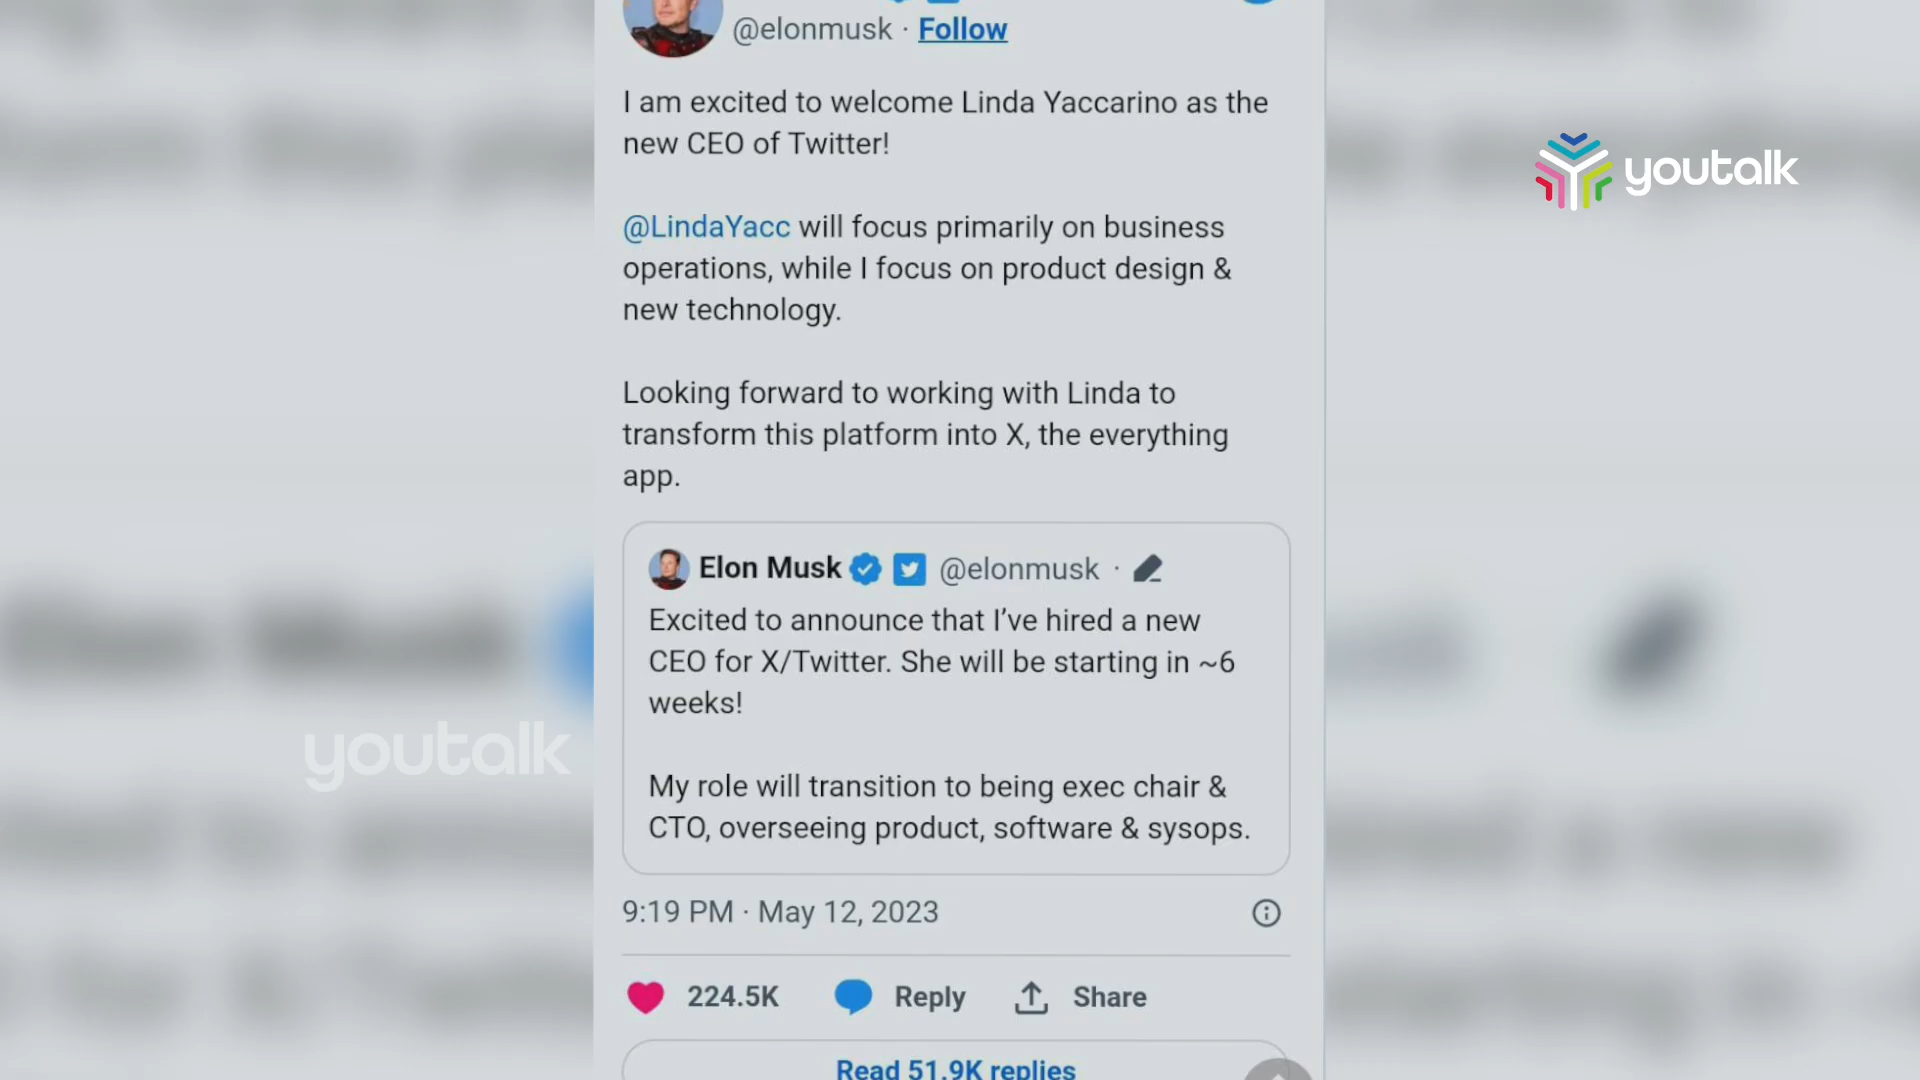 @elonmusk · Follow
I am excited to welcome Linda Yaccarino as the
new CEO of Twitter!
@LindaYacc will focus primarily on business
operations, while I focus on product design &
new technology.
Looking forward to working with Linda to
transform this platform into X, the everything
app.
Elon Musk @elonmusk ·
Excited to announce that I’ve hired a new
CEO for X/Twitter. She will be starting in ~6
weeks!
My role will transition to being exec chair &
CTO, overseeing product, software & sysops.
9:19 PM · May 12, 2023
224.5K Reply Share
Read 51.9K replies
youtalk
youtalk